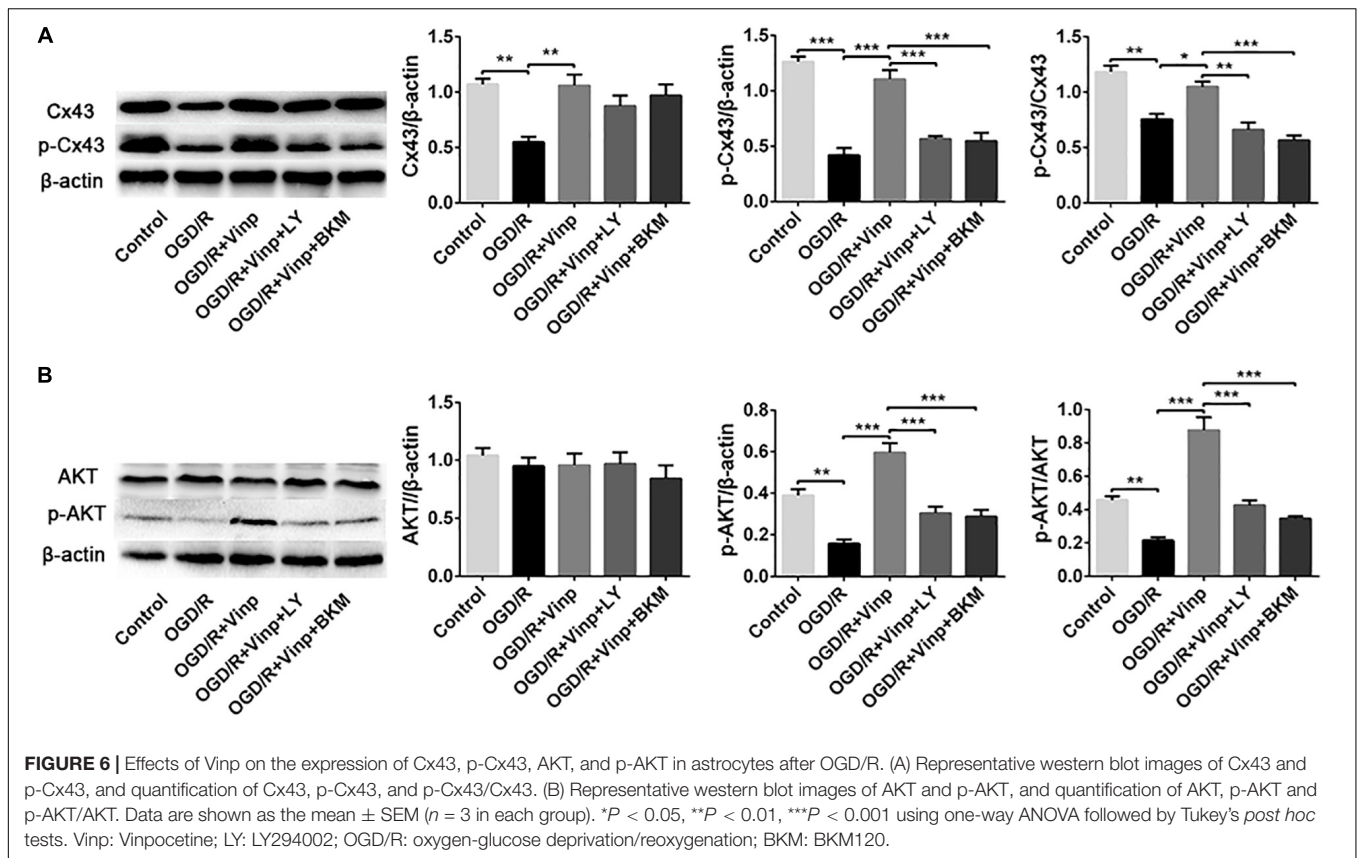 A
Cx43
p-Cx43
β-actin
Control
OGD/R
OGD/R+Vinp
OGD/R+Vinp+LY
OGD/R+Vinp+BKM
Cx43/β-actin
1.5
1.0
0.5
0.0
**
**
Control
OGD/R
OGD/R+Vinp
OGD/R+Vinp+LY
OGD/R+Vinp+BKM
p-Cx43/β-actin
1.5
1.0
0.5
0.0
***
***
***
***
Control
OGD/R
OGD/R+Vinp
OGD/R+Vinp+LY
OGD/R+Vinp+BKM
p-Cx43/Cx43
1.5
1.0
0.5
0.0
**
*
***
**
Control
OGD/R
OGD/R+Vinp
OGD/R+Vinp+LY
OGD/R+Vinp+BKM
B
AKT
p-AKT
β-actin
Control
OGD/R
OGD/R+Vinp
OGD/R+Vinp+LY
OGD/R+Vinp+BKM
AKT//β-actin
1.5
1.0
0.5
0.0
Control
OGD/R
OGD/R+Vinp
OGD/R+Vinp+LY
OGD/R+Vinp+BKM
p-AKT/β-actin
0.8
0.6
0.4
0.2
0.0
**
***
***
***
Control
OGD/R
OGD/R+Vinp
OGD/R+Vinp+LY
OGD/R+Vinp+BKM
p-AKT/AKT
1.0
0.8
0.6
0.4
0.2
0.0
**
***
***
***
Control
OGD/R
OGD/R+Vinp
OGD/R+Vinp+LY
OGD/R+Vinp+BKM
FIGURE 6 | Effects of Vinp on the expression of Cx43, p-Cx43, AKT, and p-AKT in astrocytes after OGD/R. (A) Representative western blot images of Cx43 and
p-Cx43, and quantification of Cx43, p-Cx43, and p-Cx43/Cx43. (B) Representative western blot images of AKT and p-AKT, and quantification of AKT, p-AKT and
p-AKT/AKT. Data are shown as the mean ± SEM (n = 3 in each group). *P < 0.05, **P < 0.01, ***P < 0.001 using one-way ANOVA followed by Tukey's post hoc
tests. Vinp: Vinpocetine; LY: LY294002; OGD/R: oxygen-glucose deprivation/reoxygenation; BKM: BKM120.